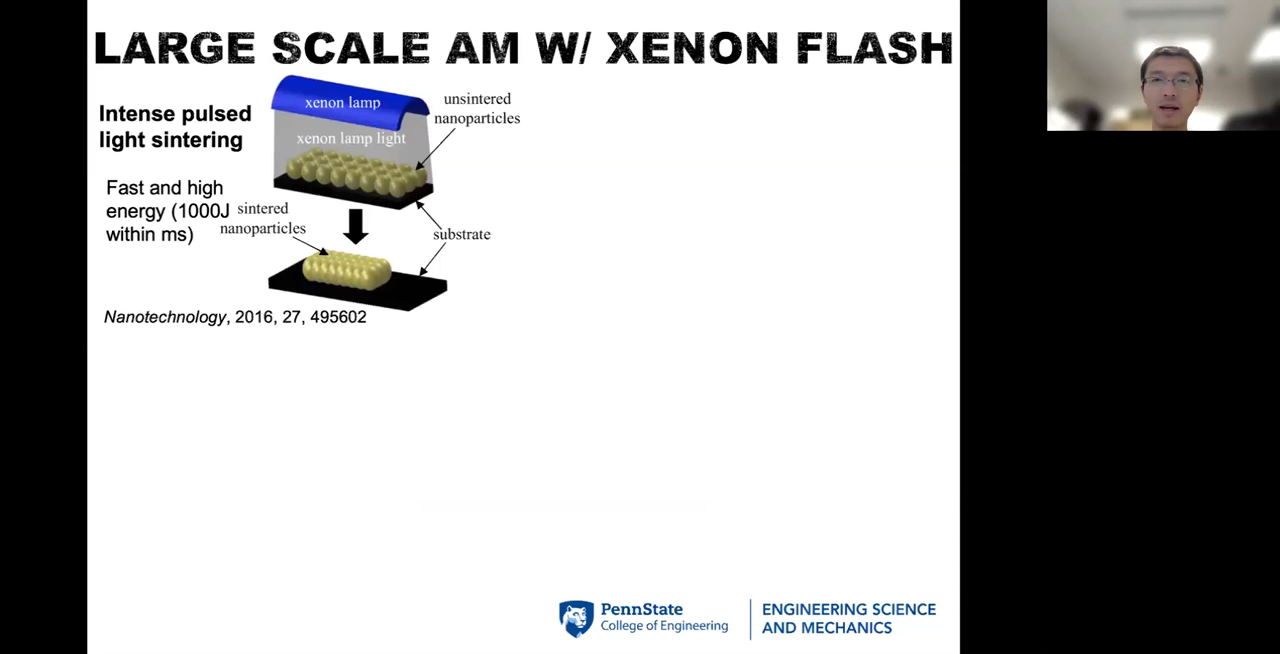 LARGE SCALE AM W/ XENON FLASH
Intense pulsed
light sintering
xenon lamp
xenon lamp light
unsintered
nanoparticles
Fast and high
energy (1000J
within ms)
sintered
nanoparticles
substrate
Nanotechnology, 2016, 27, 495602
PennState
College of Engineering
ENGINEERING SCIENCE
AND MECHANICS